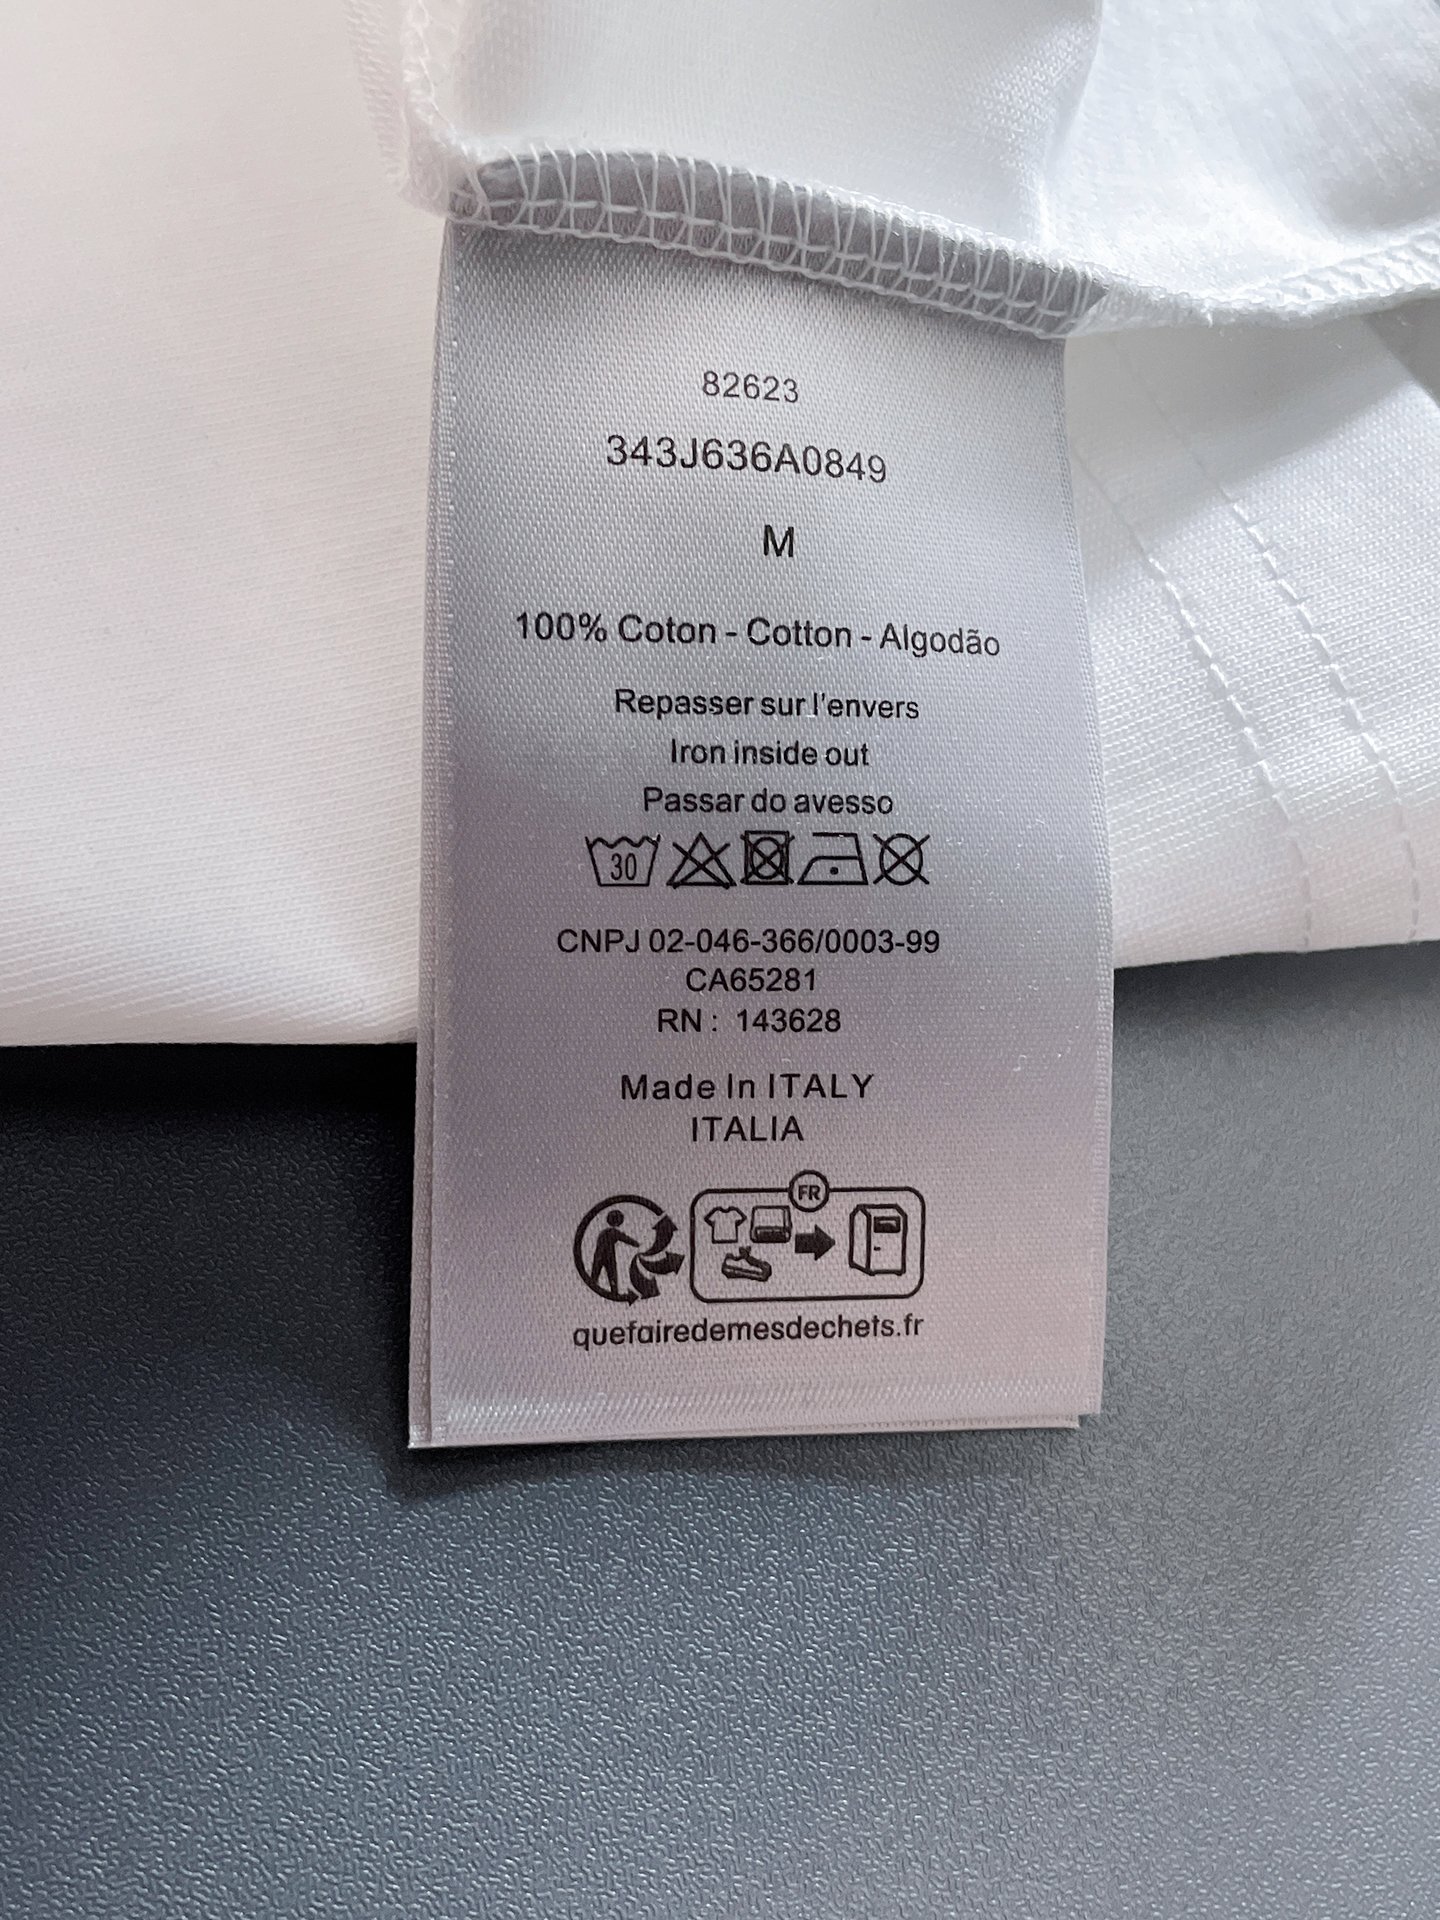 82623
343J636A0849
M
100% Coton - Cotton - Algodão
Repasser sur l'envers
Iron inside out
Passar do avesso
30
CNPJ 02-046-366/0003-99
CA65281
RN : 143628
Made In ITALY
ITALIA
FR
quefairedemesdechets.fr